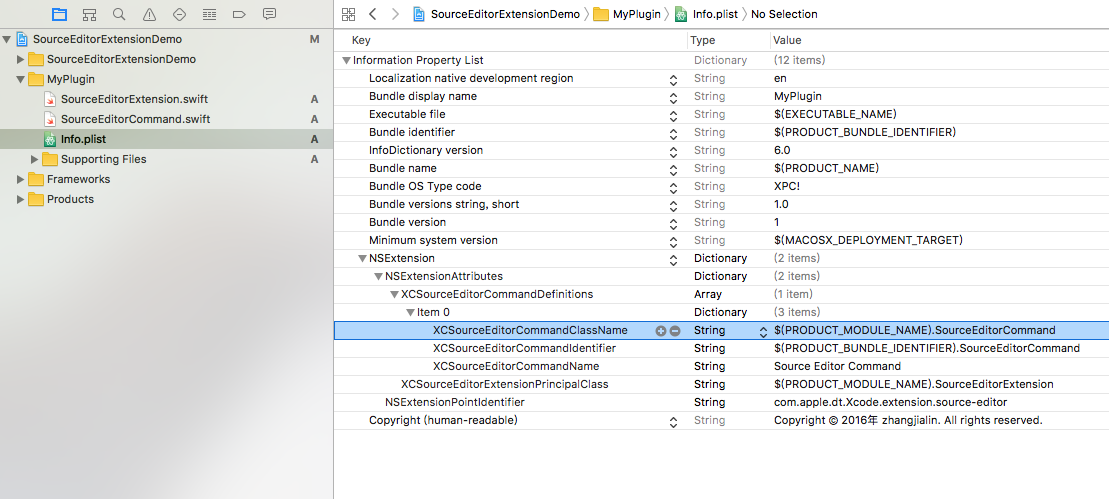 SourceEditorExtensionDemo M
SourceEditorExtensionDemo
MyPlugin
SourceEditorExtension.swift A
SourceEditorCommand.swift A
Info.plist A
Supporting Files A
Frameworks
Products
SourceEditorExtensionDemo MyPlugin Info.plist No Selection
Key Type Value
Information Property List Dictionary (12 items)
Localization native development region String en
Bundle display name String MyPlugin
Executable file String $(EXECUTABLE_NAME)
Bundle identifier String $(PRODUCT_BUNDLE_IDENTIFIER)
InfoDictionary version String 6.0
Bundle name String $(PRODUCT_NAME)
Bundle OS Type code String XPC!
Bundle versions string, short String 1.0
Bundle version String 1
Minimum system version String $(MACOSX_DEPLOYMENT_TARGET)
NSExtension Dictionary (2 items)
NSExtensionAttributes Dictionary (2 items)
XCSourceEditorCommandDefinitions Array (1 item)
Item 0 Dictionary (3 items)
XCSourceEditorCommandClassName String $(PRODUCT_MODULE_NAME).SourceEditorCommand
XCSourceEditorCommandIdentifier String $(PRODUCT_BUNDLE_IDENTIFIER).SourceEditorCommand
XCSourceEditorCommandName String Source Editor Command
XCSourceEditorExtensionPrincipalClass String $(PRODUCT_MODULE_NAME).SourceEditorExtension
NSExtensionPointIdentifier String com.apple.dt.Xcode.extension.source-editor
Copyright (human-readable) String Copyright © 2016年 zhangjialin. All rights reserved.